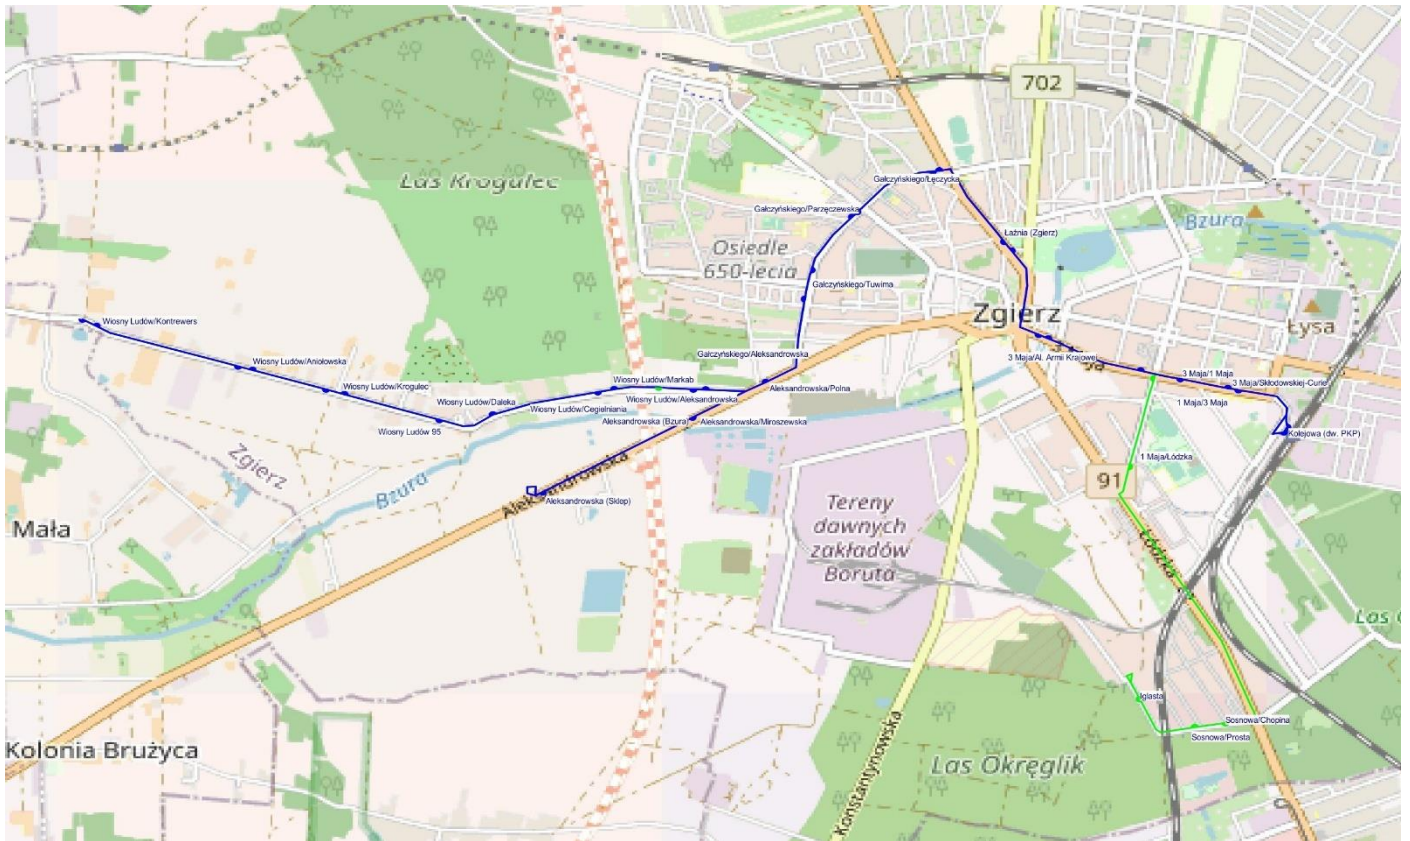 702
Las Krogulec
Gałczyńskiego/Łęczycka
Gałczyńskiego/Parzęczewska
Bzura
Łaźnia (Zgierz)
Osiedle
650-lecia
Gałczyńskiego/Tuwima
Zgierz
Łysa
Wiosny Ludów/Kontrewers
Wiosny Ludów/Aniołowska
Gałczyńskiego/Aleksandrowska
3 Maja/Al. Armii Krajowej
91
3 Maja/1 Maja
3 Maja/Skłodowskiej-Curie
Wiosny Ludów/Krogulec
Wiosny Ludów/Markab
Aleksandrowska/Polna
Wiosny Ludów/Daleka
Wiosny Ludów/Cegielniania
Wiosny Ludów/Aleksandrowska
1 Maja/3 Maja
Wiosny Ludów 95
Aleksandrowska (Bzura)
Aleksandrowska/Miroszewska
Kolejowa (dw. PKP)
Zgierz
1 Maja/Łódzka
Bzura
Aleksandrowska
Aleksandrowska (Sklep)
91
Mała
Tereny
dawnych
zakładów
Boruta
Łódzka
Las O
Iglasta
Sosnowa/Chopina
Sosnowa/Prosta
Kolonia Brużyca
Konstantynowska
Las Okręglik